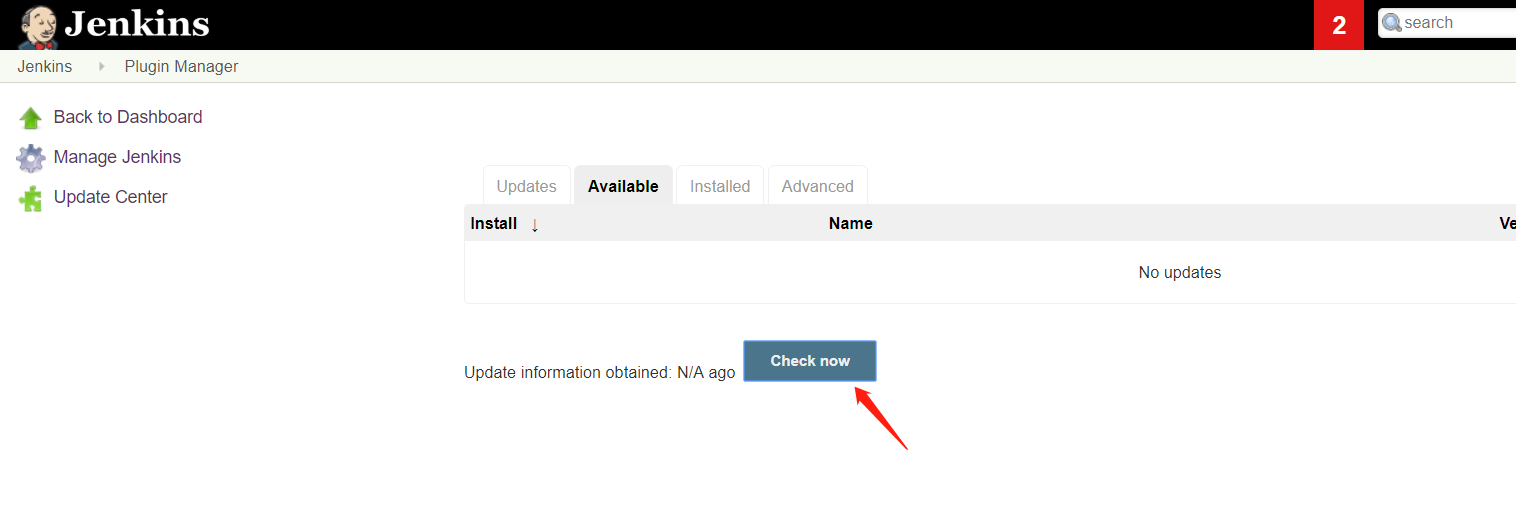 Jenkins
2
search
Jenkins
Plugin Manager
Back to Dashboard
Manage Jenkins
Update Center
Updates
Available
Installed
Advanced
Install ↓
Name
Ve
No updates
Update information obtained: N/A ago
Check now